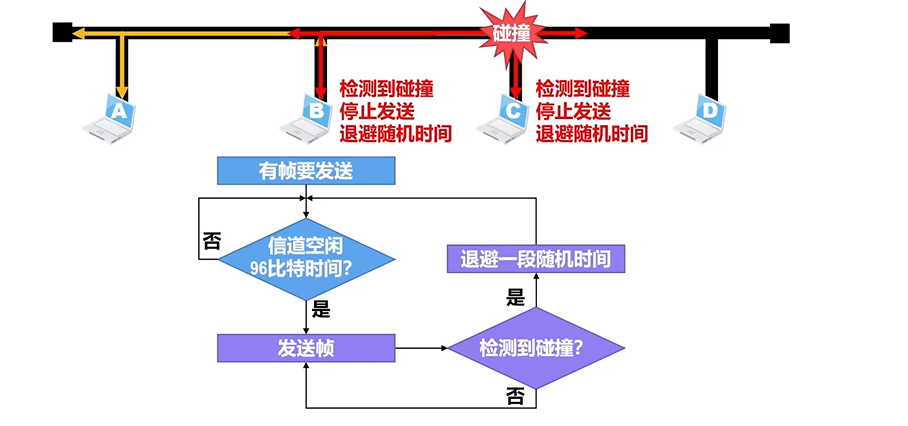 碰撞
A
B
C
D
检测到碰撞
停止发送
退避随机时间
检测到碰撞
停止发送
退避随机时间
有帧要发送
否
信道空闲
96比特时间?
退避一段随机时间
是
是
发送帧
检测到碰撞?
否